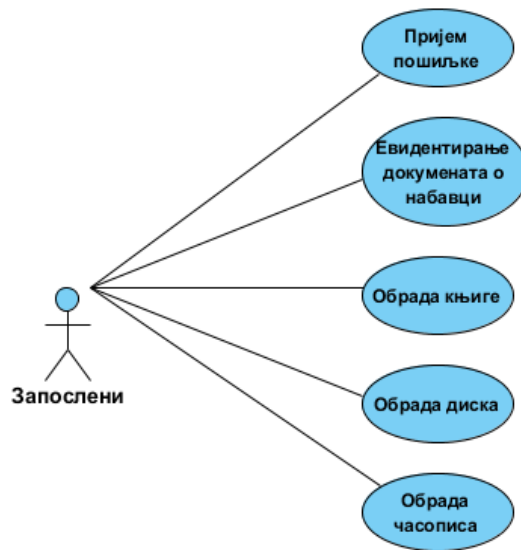 Пријем
пошиљке
Евидентирање
докумената о
набавци
Обрада књиге
Запослени
Обрада диска
Обрада
часописа